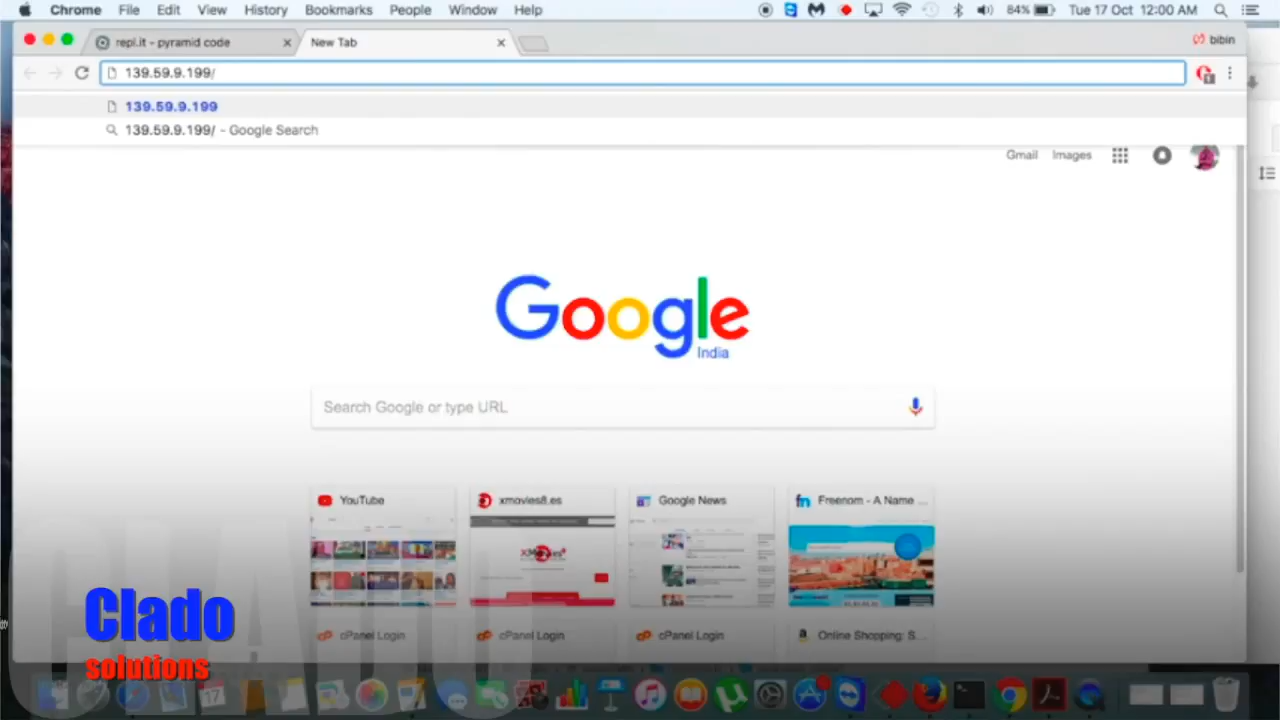 Chrome File Edit View History Bookmarks People Window Help 84% Tue 17 Oct 12:00 AM
repl.it - pyramid code New Tab bibin
139.59.9.199/
139.59.9.199
139.59.9.199/ - Google Search
Gmail Images
Google
India
Search Google or type URL
YouTube xmovies8.es Google News Freenom - A Name ...
cPanel Login cPanel Login cPanel Login Online Shopping: S...
Clado
solutions
17